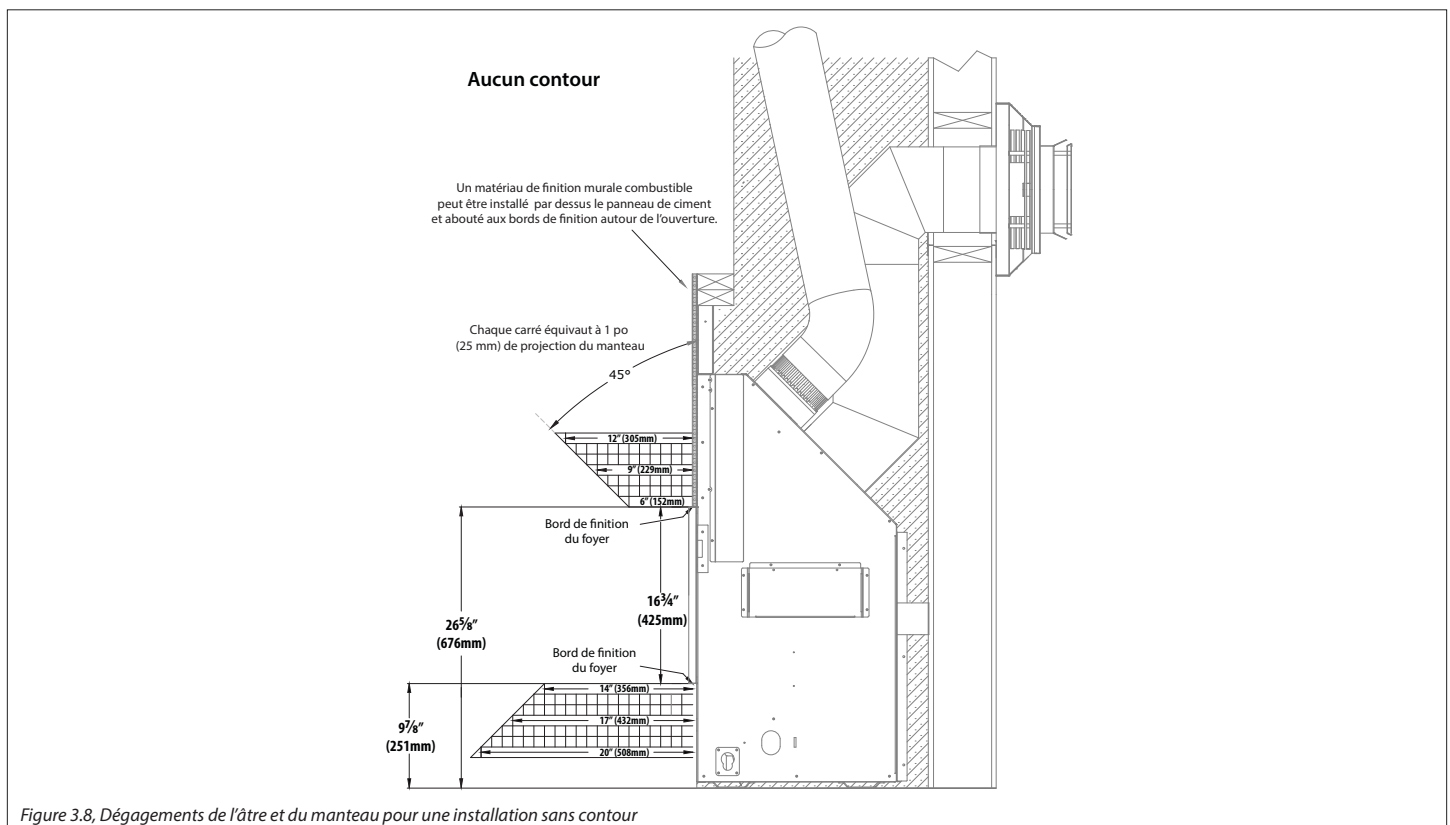 Aucun contour
Un matériau de finition murale combustible
peut être installé par dessus le panneau de ciment
et abouté aux bords de finition autour de l'ouverture.
Chaque carré équivaut à 1 po
(25 mm) de projection du manteau
45°
12" (305mm)
9" (229mm)
6" (152mm)
Bord de finition
du foyer
16¾"
(425mm)
26⅝"
(676mm)
Bord de finition
du foyer
14" (356mm)
9⅞"
(251mm)
17" (432mm)
20" (508mm)
Figure 3.8, Dégagements de l'âtre et du manteau pour une installation sans contour